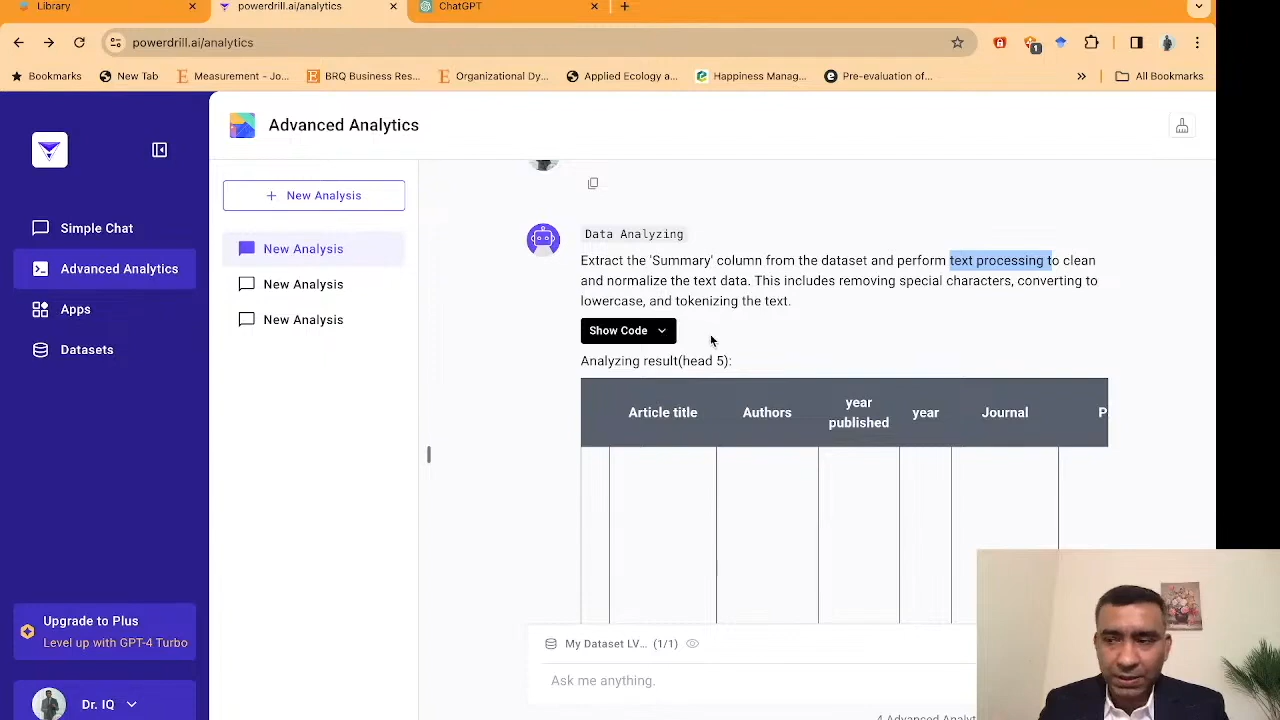 Library
powerdrill.ai/analytics
ChatGPT
powerdrill.ai/analytics
1
Bookmarks
New Tab
Measurement - Jo...
BRQ Business Res...
Organizational Dy...
Applied Ecology a...
Happiness Manag...
Pre-evaluation of...
All Bookmarks
Advanced Analytics
+ New Analysis
Simple Chat
New Analysis
Advanced Analytics
New Analysis
Apps
New Analysis
Datasets
Data Analyzing
Extract the 'Summary' column from the dataset and perform text processing to clean
and normalize the text data. This includes removing special characters, converting to
lowercase, and tokenizing the text.
Show Code
Analyzing result(head 5):
Article title
Authors
year
published
year
Journal
P
Upgrade to Plus
Level up with GPT-4 Turbo
My Dataset LV... (1/1)
Ask me anything.
Dr. IQ
4 Advanced Analyt